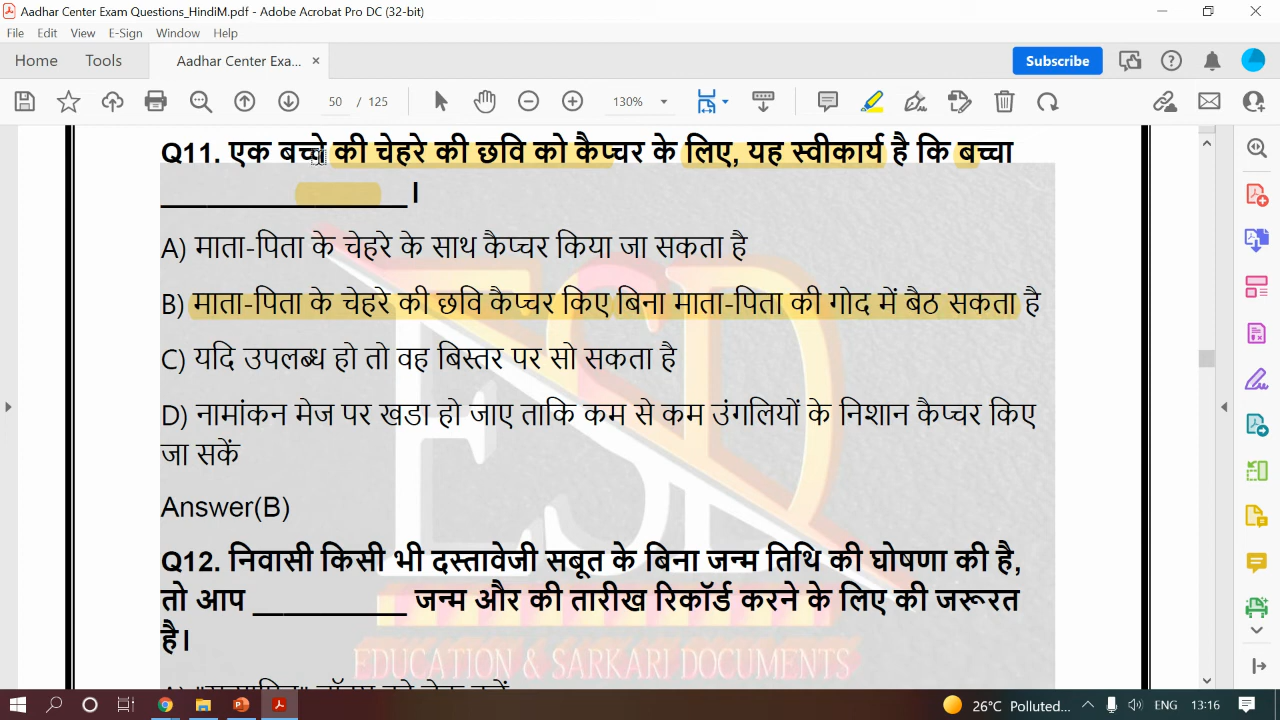 Aadhar Center Exam Questions_HindiM.pdf - Adobe Acrobat Pro DC (32-bit)
File Edit View E-Sign Window Help
Home Tools Aadhar Center Exa... × Subscribe
50 / 125 130%
Q11. एक बच्चे की चेहरे की छवि को कैप्चर के लिए, यह स्वीकार्य है कि बच्चा
________________।
A) माता-पिता के चेहरे के साथ कैप्चर किया जा सकता है
B) माता-पिता के चेहरे की छवि कैप्चर किए बिना माता-पिता की गोद में बैठ सकता है
C) यदि उपलब्ध हो तो वह बिस्तर पर सो सकता है
D) नामांकन मेज पर खडा हो जाए ताकि कम से कम उंगलियों के निशान कैप्चर किए
जा सकें
Answer(B)
Q12. निवासी किसी भी दस्तावेजी सबूत के बिना जन्म तिथि की घोषणा की है,
तो आप __________ जन्म और की तारीख रिकॉर्ड करने के लिए की जरूरत
है।
ESD
EDUCATION & SARKARI DOCUMENTS
26°C Polluted... ENG 13:16